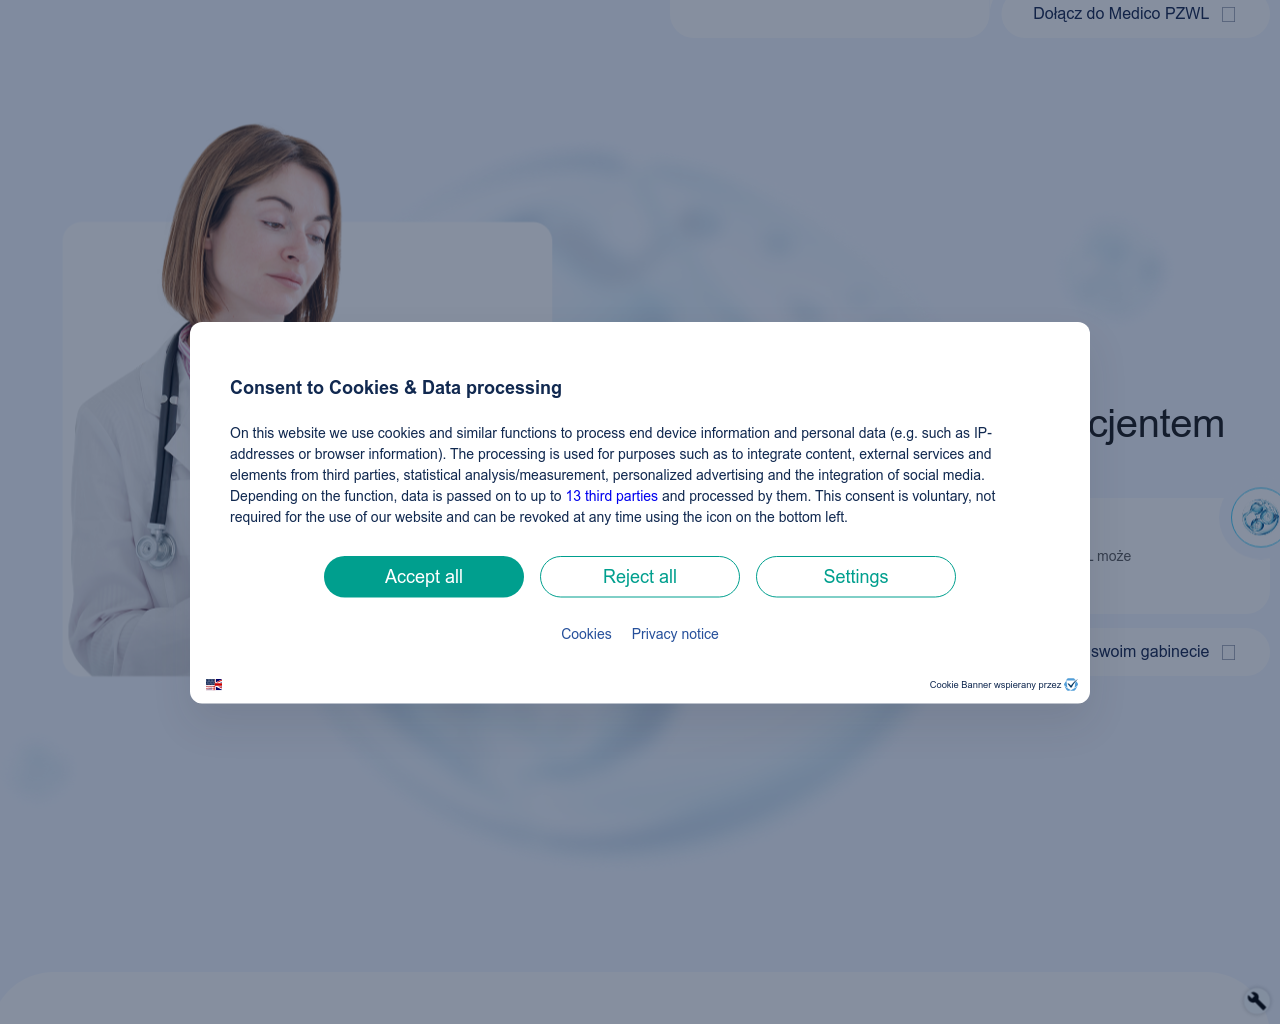 Dołącz do Medico PZWL
cjentem
może
swoim gabinecie
Consent to Cookies & Data processing
On this website we use cookies and similar functions to process end device information and personal data (e.g. such as IP-
addresses or browser information). The processing is used for purposes such as to integrate content, external services and
elements from third parties, statistical analysis/measurement, personalized advertising and the integration of social media.
Depending on the function, data is passed on to up to 13 third parties and processed by them. This consent is voluntary, not
required for the use of our website and can be revoked at any time using the icon on the bottom left.
Accept all
Reject all
Settings
Cookies
Privacy notice
Cookie Banner wspierany przez